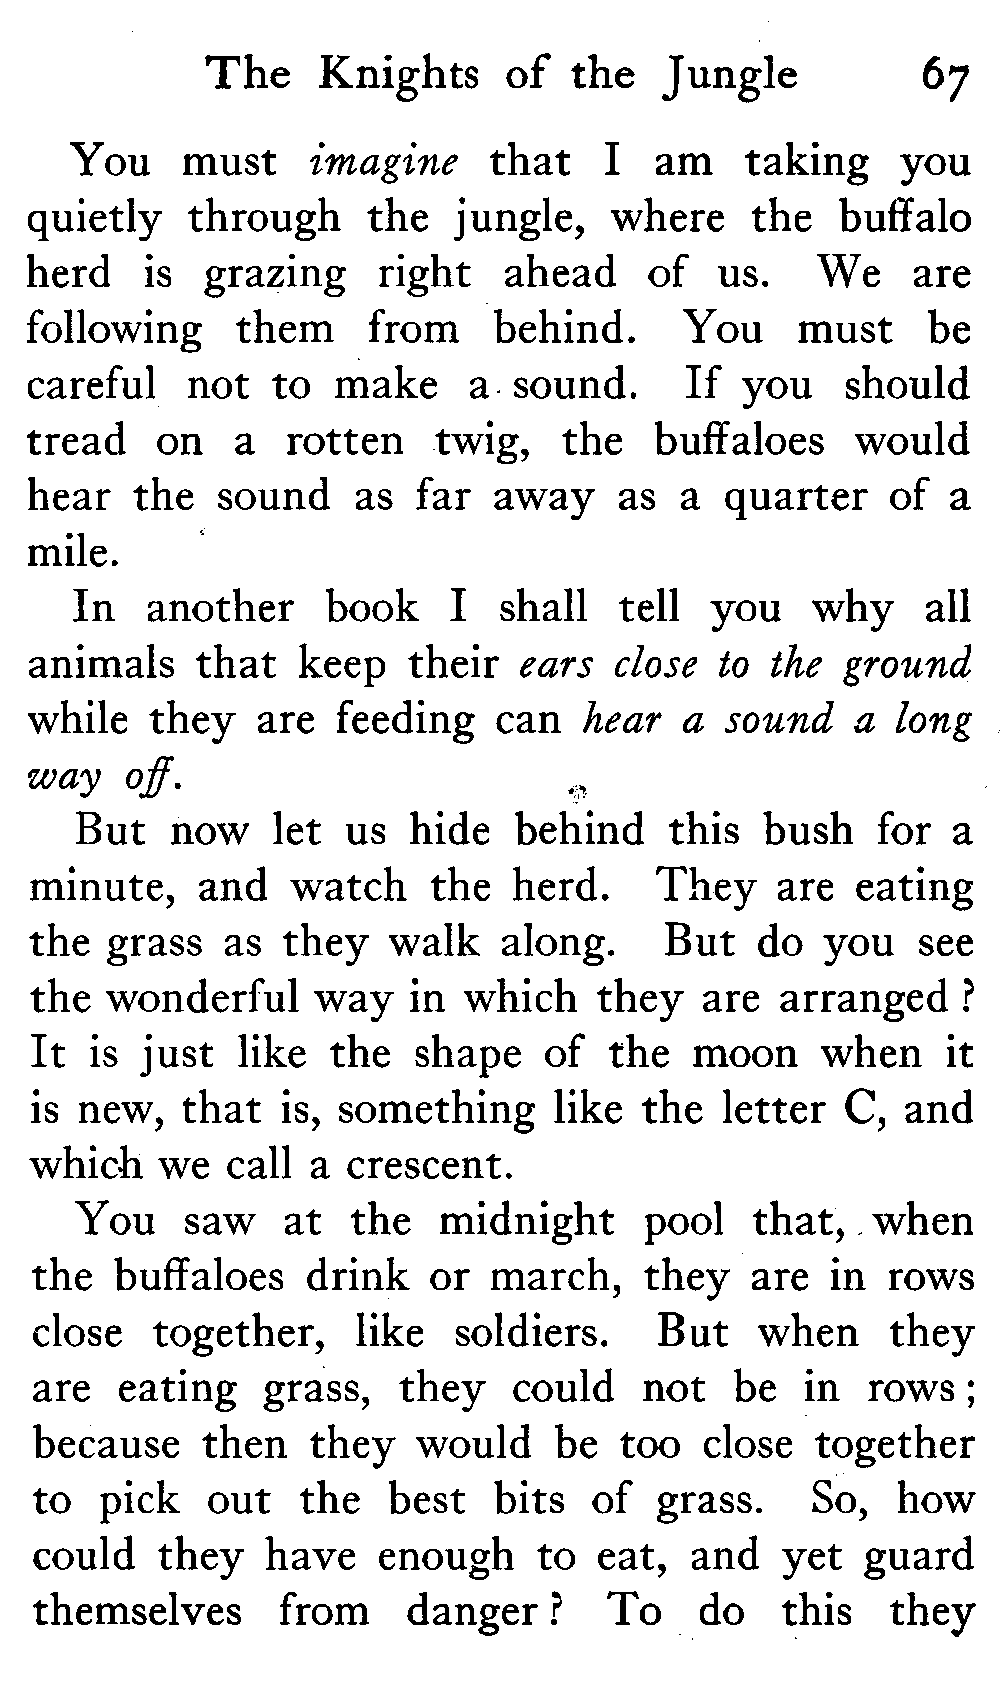 The Knights of the Jungle 67
You must imagine that I am taking you
quietly through the jungle, where the buffalo
herd is grazing right ahead of us. We are
following them from behind. You must be
careful not to make a sound. If you should
tread on a rotten twig, the buffaloes would
hear the sound as far away as a quarter of a
mile.
In another book I shall tell you why all
animals that keep their ears close to the ground
while they are feeding can hear a sound a long
way off.
But now let us hide behind this bush for a
minute, and watch the herd. They are eating
the grass as they walk along. But do you see
the wonderful way in which they are arranged ?
It is just like the shape of the moon when it
is new, that is, something like the letter C, and
which we call a crescent.
You saw at the midnight pool that, when
the buffaloes drink or march, they are in rows
close together, like soldiers. But when they
are eating grass, they could not be in rows ;
because then they would be too close together
to pick out the best bits of grass. So, how
could they have enough to eat, and yet guard
themselves from danger ? To do this they